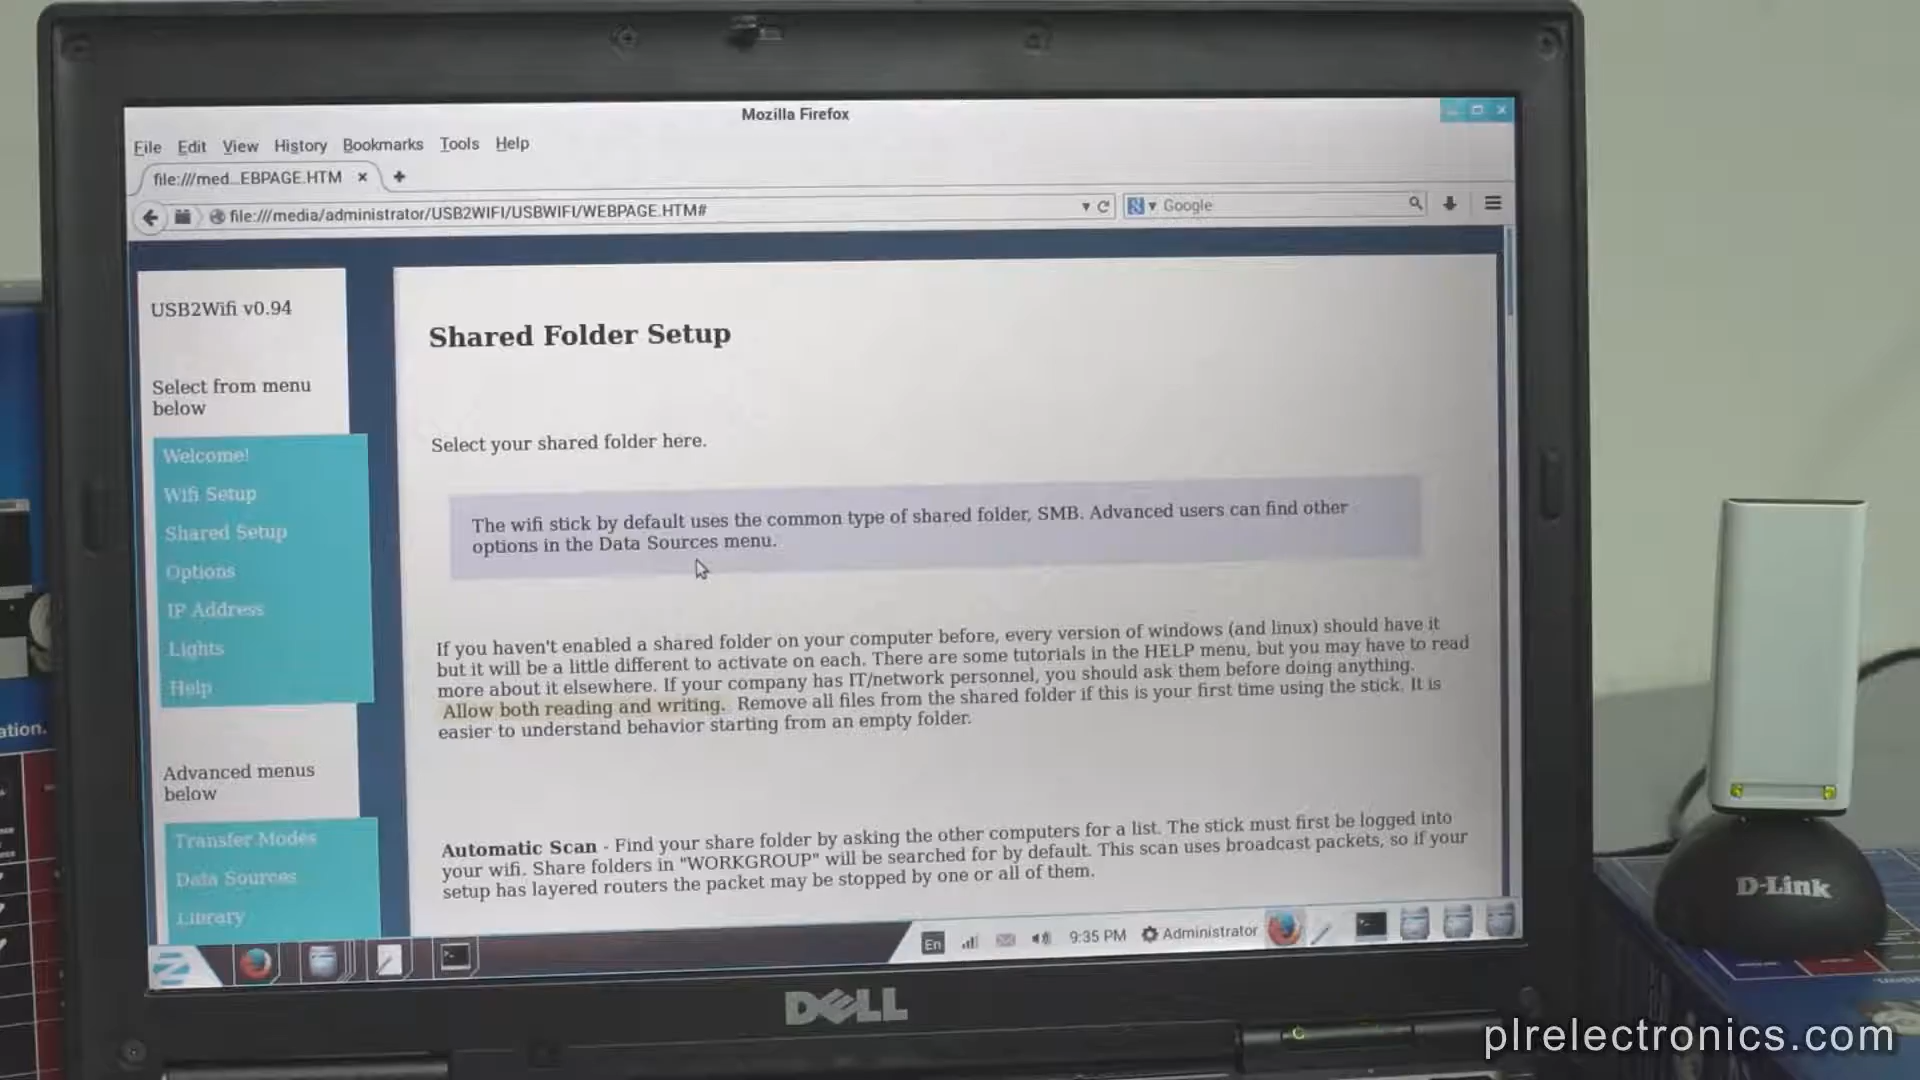 Mozilla Firefox
File Edit View History Bookmarks Tools Help
file:///med...EBPAGE.HTM
file:///media/administrator/USB2WIFI/USBWIFI/WEBPAGE.HTM#
Google
USB2Wifi v0.94
Select from menu
below
Welcome!
Wifi Setup
Shared Setup
Options
IP Address
Lights
Help
Advanced menus
below
Transfer Modes
Data Sources
Library
Shared Folder Setup
Select your shared folder here.
The wifi stick by default uses the common type of shared folder, SMB. Advanced users can find other
options in the Data Sources menu.
If you haven't enabled a shared folder on your computer before, every version of windows (and linux) should have it
but it will be a little different to activate on each. There are some tutorials in the HELP menu, but you may have to read
more about it elsewhere. If your company has IT/network personnel, you should ask them before doing anything.
Allow both reading and writing. Remove all files from the shared folder if this is your first time using the stick. It is
easier to understand behavior starting from an empty folder.
Automatic Scan - Find your share folder by asking the other computers for a list. The stick must first be logged into
your wifi. Share folders in "WORKGROUP" will be searched for by default. This scan uses broadcast packets, so if your
setup has layered routers the packet may be stopped by one or all of them.
En 9:35 PM Administrator
DELL
D-Link
ation.
plrelectronics.com